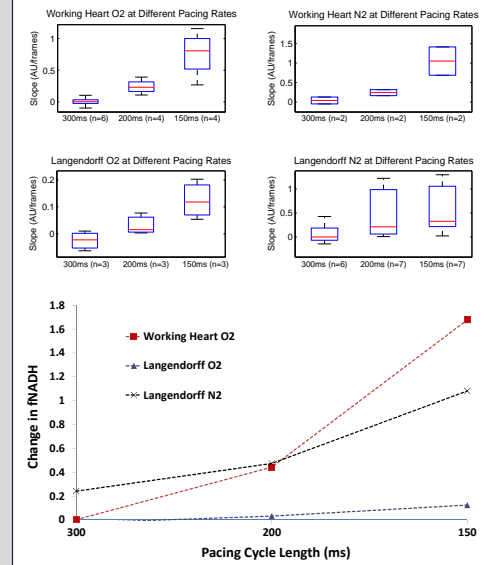 Working Heart O2 at Different Pacing Rates
Slope (AU/frames)
1
0.5
0
300ms (n=6) 200ms (n=4) 150ms (n=4)
Working Heart N2 at Different Pacing Rates
Slope (AU/frames)
1.5
1
0.5
0
300ms (n=2) 200ms (n=2) 150ms (n=2)
Langendorff O2 at Different Pacing Rates
Slope (AU/frames)
0.2
0.1
0
300ms (n=3) 200ms (n=3) 150ms (n=3)
Langendorff N2 at Different Pacing Rates
Slope (AU/frames)
1
0.5
0
300ms (n=6) 200ms (n=7) 150ms (n=7)
Change in fNADH
1.8
1.6
1.4
1.2
1
0.8
0.6
0.4
0.2
0
Working Heart O2
Langendorff O2
Langendorff N2
300 200 150
Pacing Cycle Length (ms)